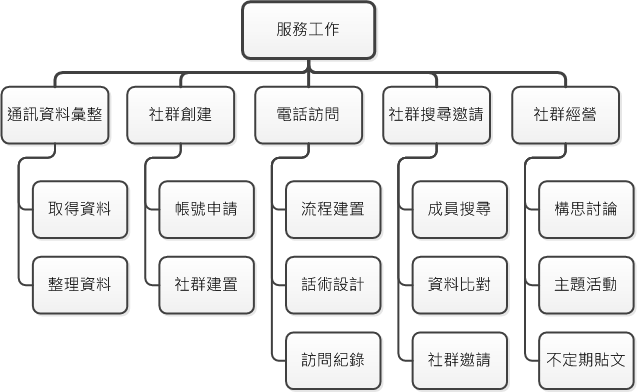 服務工作
通訊資料彙整
社群創建
電話訪問
社群搜尋邀請
社群經營
取得資料
帳號申請
流程建置
成員搜尋
構思討論
整理資料
社群建置
話術設計
資料比對
主題活動
訪問紀錄
社群邀請
不定期貼文